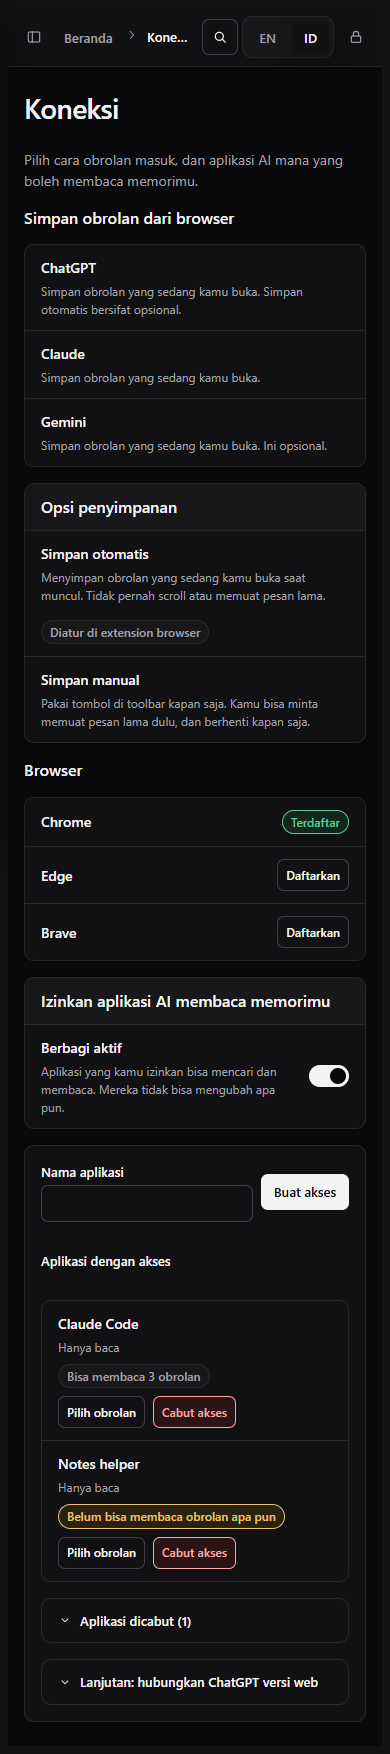 Beranda
Kone...
EN
ID
Koneksi
Pilih cara obrolan masuk, dan aplikasi AI mana yang
boleh membaca memorimu.
Simpan obrolan dari browser
ChatGPT
Simpan obrolan yang sedang kamu buka. Simpan
otomatis bersifat opsional.
Claude
Simpan obrolan yang sedang kamu buka.
Gemini
Simpan obrolan yang sedang kamu buka. Ini opsional.
Opsi penyimpanan
Simpan otomatis
Menyimpan obrolan yang sedang kamu buka saat
muncul. Tidak pernah scroll atau memuat pesan lama.
Diatur di extension browser
Simpan manual
Pakai tombol di toolbar kapan saja. Kamu bisa minta
memuat pesan lama dulu, dan berhenti kapan saja.
Browser
Chrome
Terdaftar
Edge
Daftarkan
Brave
Daftarkan
Izinkan aplikasi AI membaca memorimu
Berbagi aktif
Aplikasi yang kamu izinkan bisa mencari dan
membaca. Mereka tidak bisa mengubah apa
pun.
Nama aplikasi
Buat akses
Aplikasi dengan akses
Claude Code
Hanya baca
Bisa membaca 3 obrolan
Pilih obrolan
Cabut akses
Notes helper
Hanya baca
Belum bisa membaca obrolan apa pun
Pilih obrolan
Cabut akses
Aplikasi dicabut (1)
Lanjutan: hubungkan ChatGPT versi web